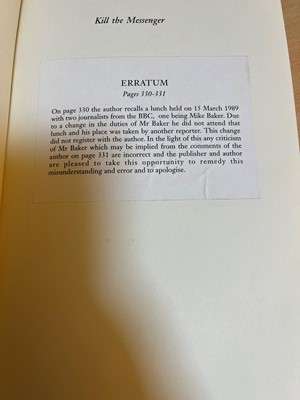 Kill the Messenger
ERRATUM
Pages 330-331
On page 330 the author recalls a lunch held on 15 March 1989
with two journalists from the BBC, one being Mike Baker. Due
to a change in the duties of Mr Baker he did not attend that
lunch and his place was taken by another reporter. This change
did not register with the author. In the light of this any criticism
of Mr Baker which may be implied from the comments of the
author on page 331 are incorrect and the publisher and author
are pleased to take this opportunity to remedy this
misunderstanding and error and to apologise.